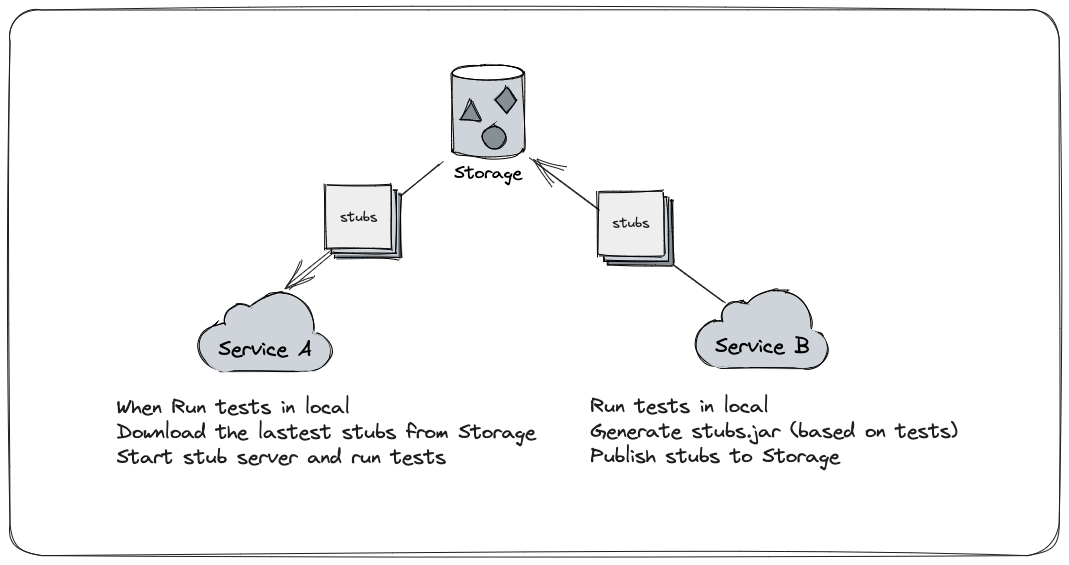 Storage
stubs
stubs
Service A
Service B
When Run tests in local
Download the lastest stubs from Storage
Start stub server and run tests
Run tests in local
Generate stubs.jar (based on tests)
Publish stubs to Storage